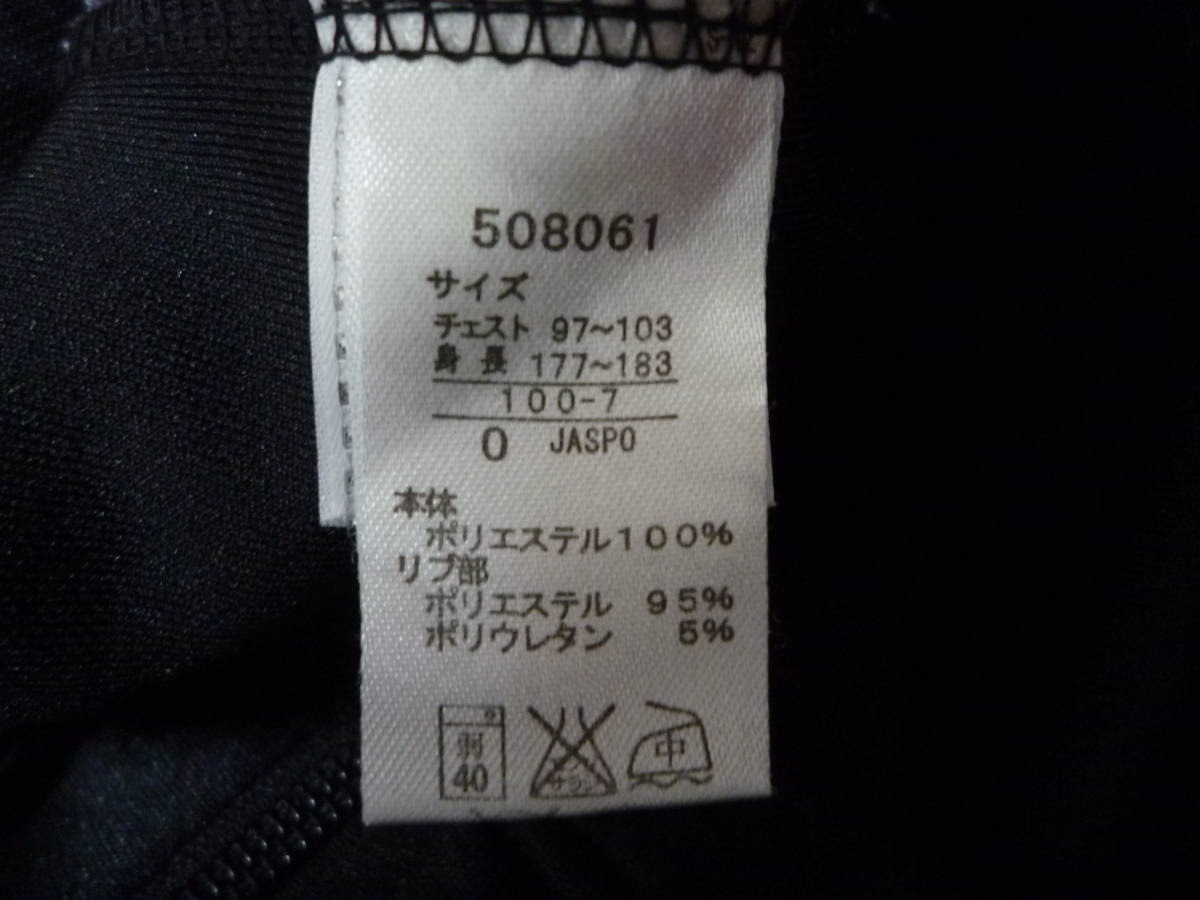 508061
サイズ
チェスト 97~103
身長 177~183
100-7
O JASPO
本体
ポリエステル100%
リブ部
ポリエステル 95%
ポリウレタン 5%
弱 中
40